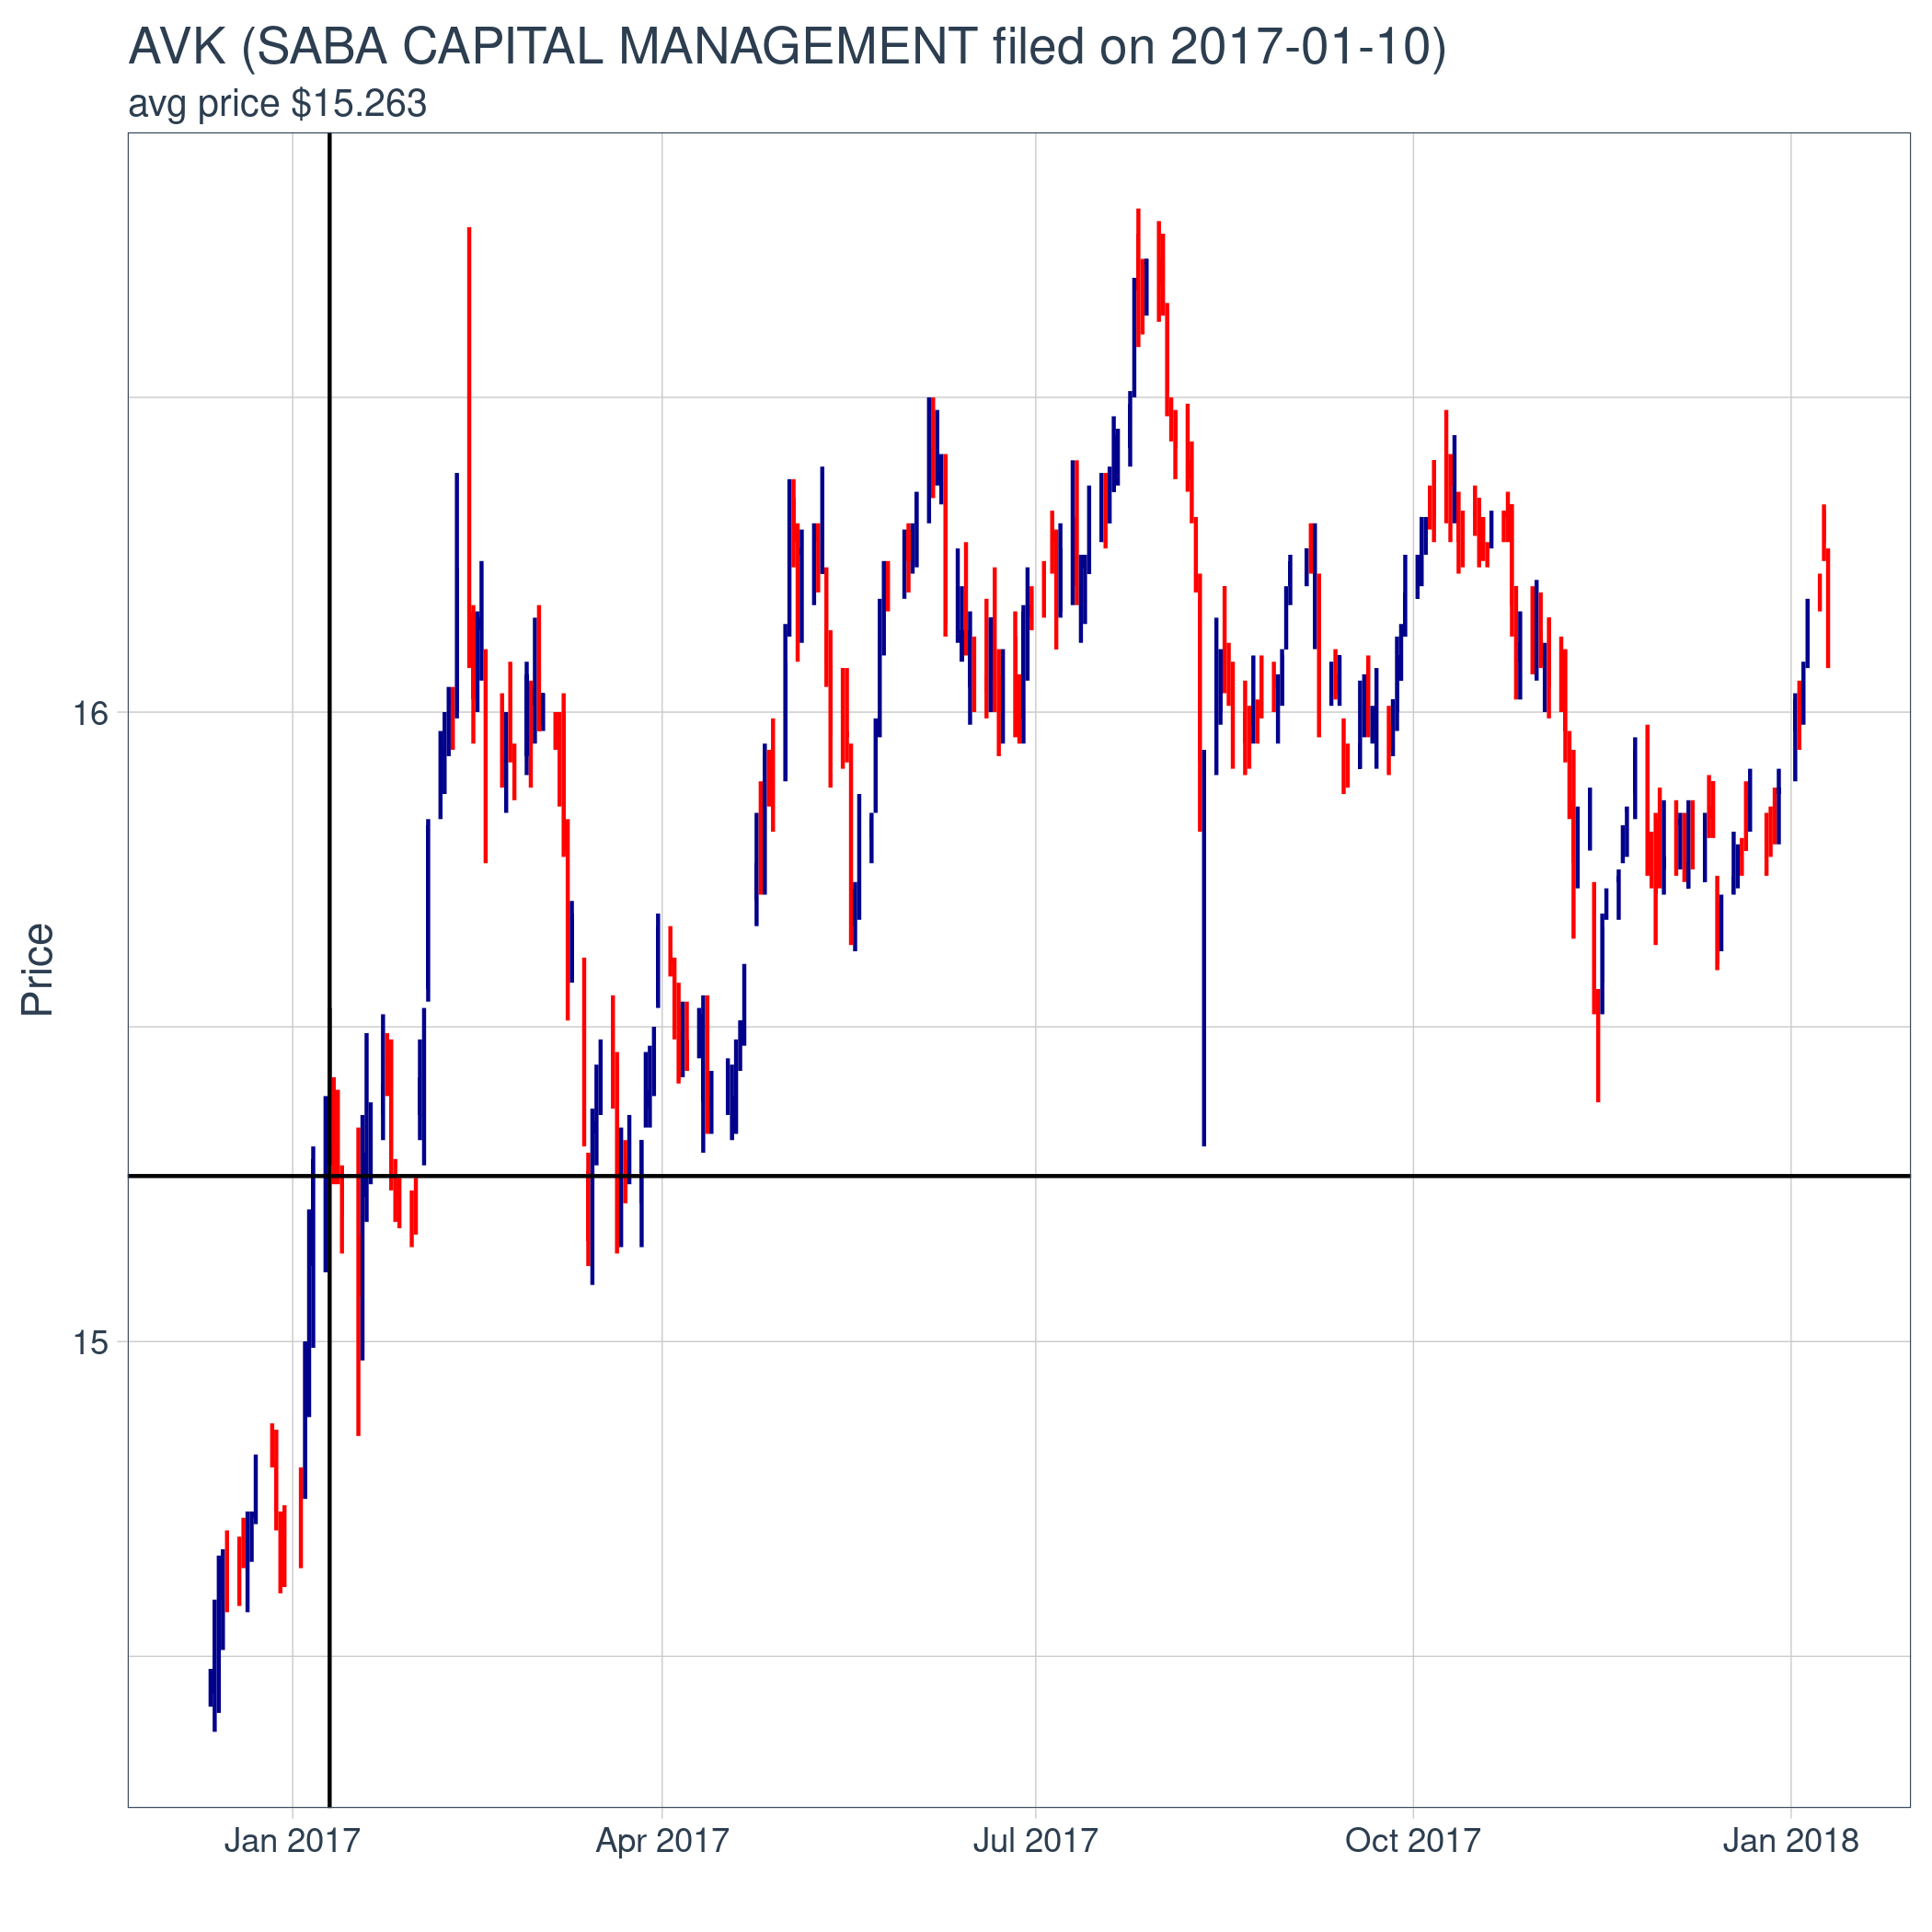 AVK (SABA CAPITAL MANAGEMENT filed on 2017-01-10)
avg price $15.263
Price
16
15
Jan 2017
Apr 2017
Jul 2017
Oct 2017
Jan 2018